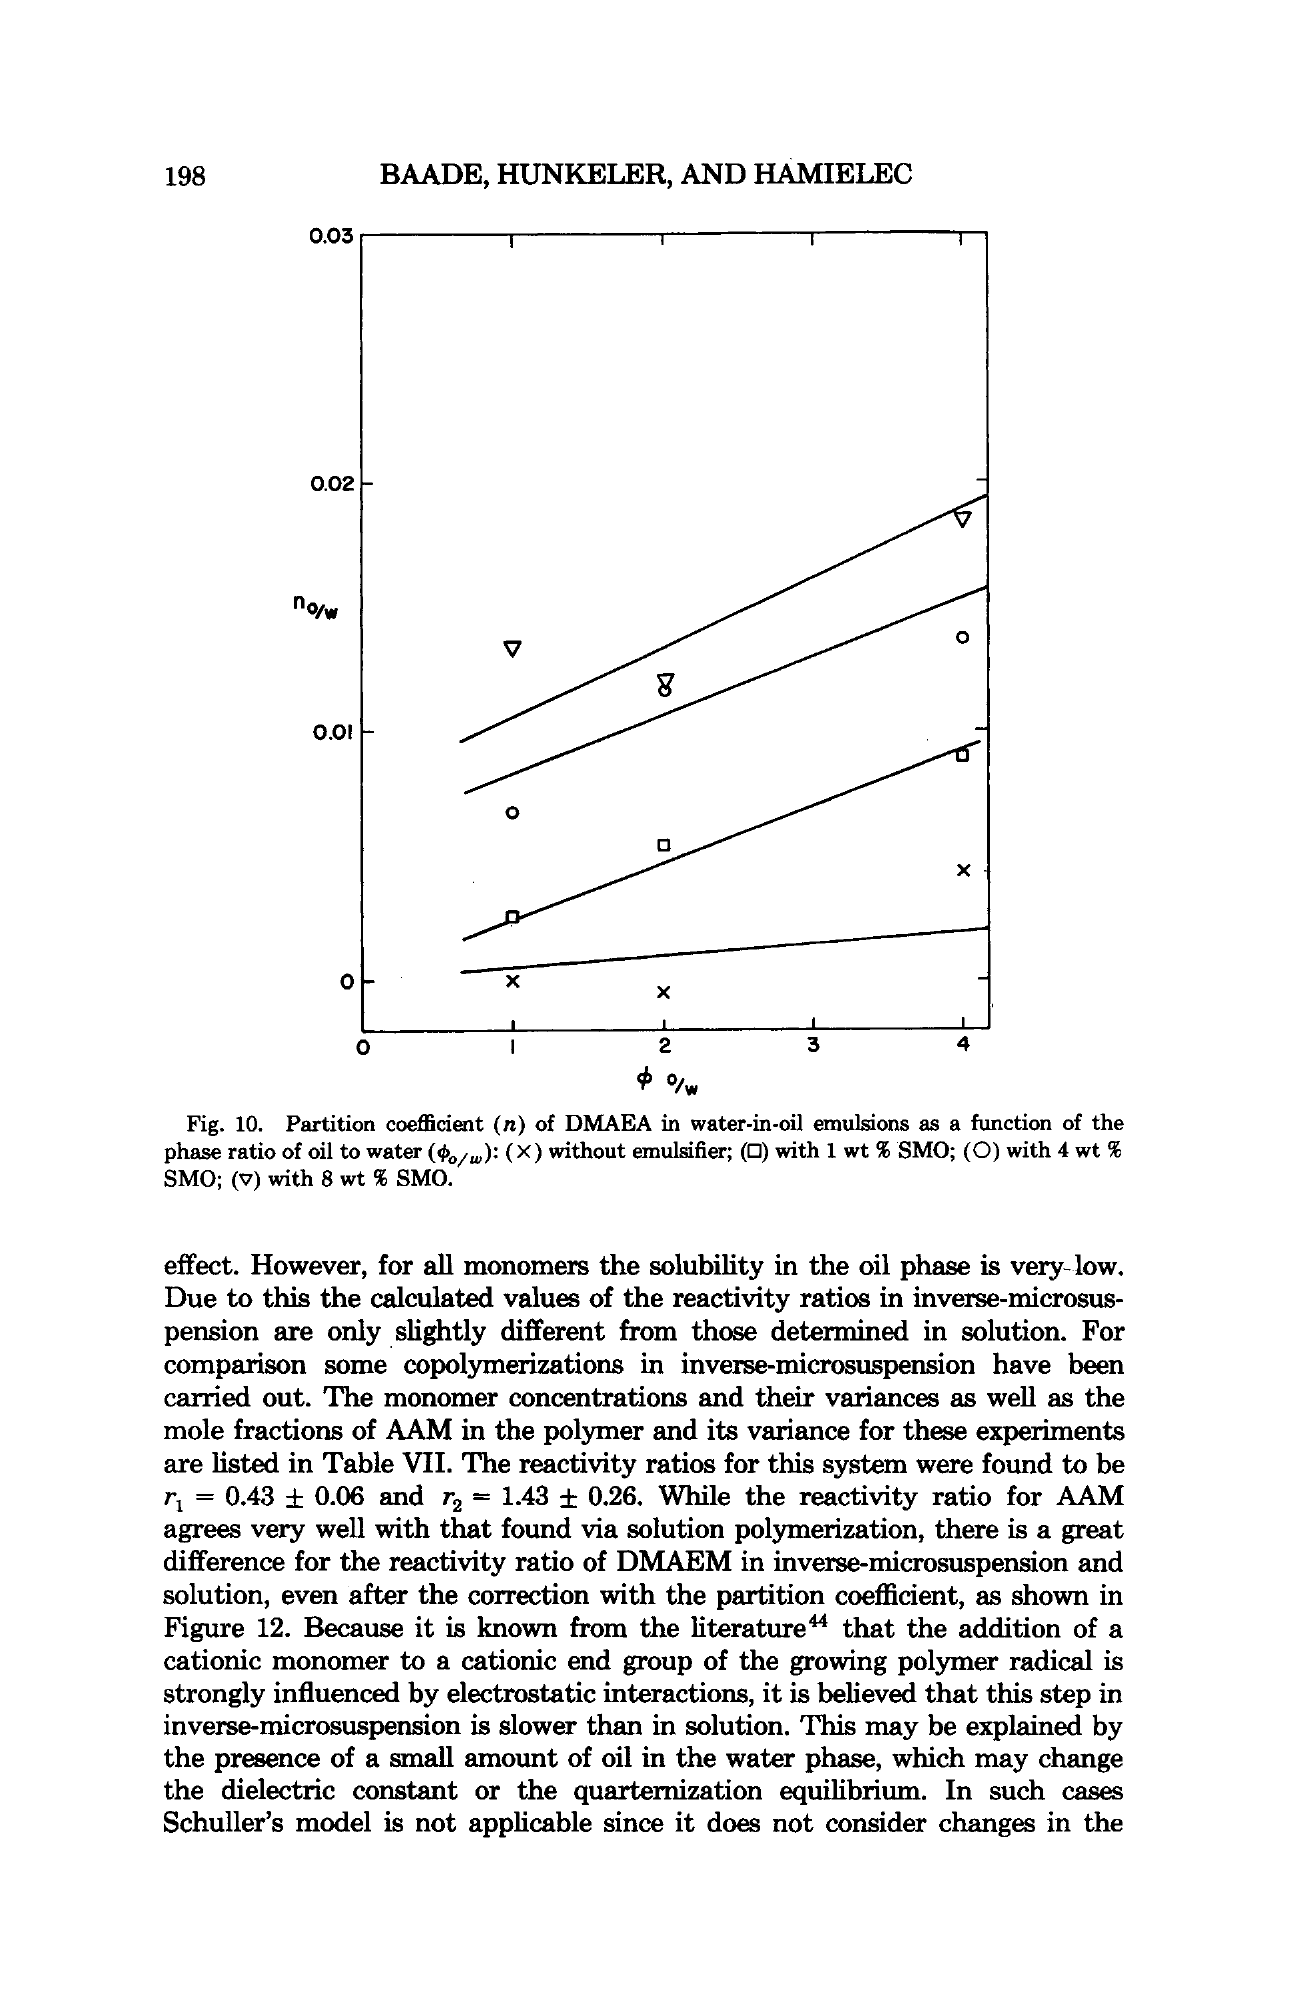 198 BAADE, HUNKELER, AND HAMIELEC
0.03
0.02
n o/w
0.01
0
0 1 2 3 4
ϕ o/w
Fig. 10. Partition coefficient (n) of DMAEA in water-in-oil emulsions as a function of the
phase ratio of oil to water (ϕo/w): (×) without emulsifier; (□) with 1 wt % SMO; (○) with 4 wt %
SMO; (▽) with 8 wt % SMO.
effect. However, for all monomers the solubility in the oil phase is very low.
Due to this the calculated values of the reactivity ratios in inverse-microsus-
pension are only slightly different from those determined in solution. For
comparison some copolymerizations in inverse-microsuspension have been
carried out. The monomer concentrations and their variances as well as the
mole fractions of AAM in the polymer and its variance for these experiments
are listed in Table VII. The reactivity ratios for this system were found to be
r₁ = 0.43 ± 0.06 and r₂ = 1.43 ± 0.26. While the reactivity ratio for AAM
agrees very well with that found via solution polymerization, there is a great
difference for the reactivity ratio of DMAEM in inverse-microsuspension and
solution, even after the correction with the partition coefficient, as shown in
Figure 12. Because it is known from the literature⁴⁴ that the addition of a
cationic monomer to a cationic end group of the growing polymer radical is
strongly influenced by electrostatic interactions, it is believed that this step in
inverse-microsuspension is slower than in solution. This may be explained by
the presence of a small amount of oil in the water phase, which may change
the dielectric constant or the quarternization equilibrium. In such cases
Schuller's model is not applicable since it does not consider changes in the